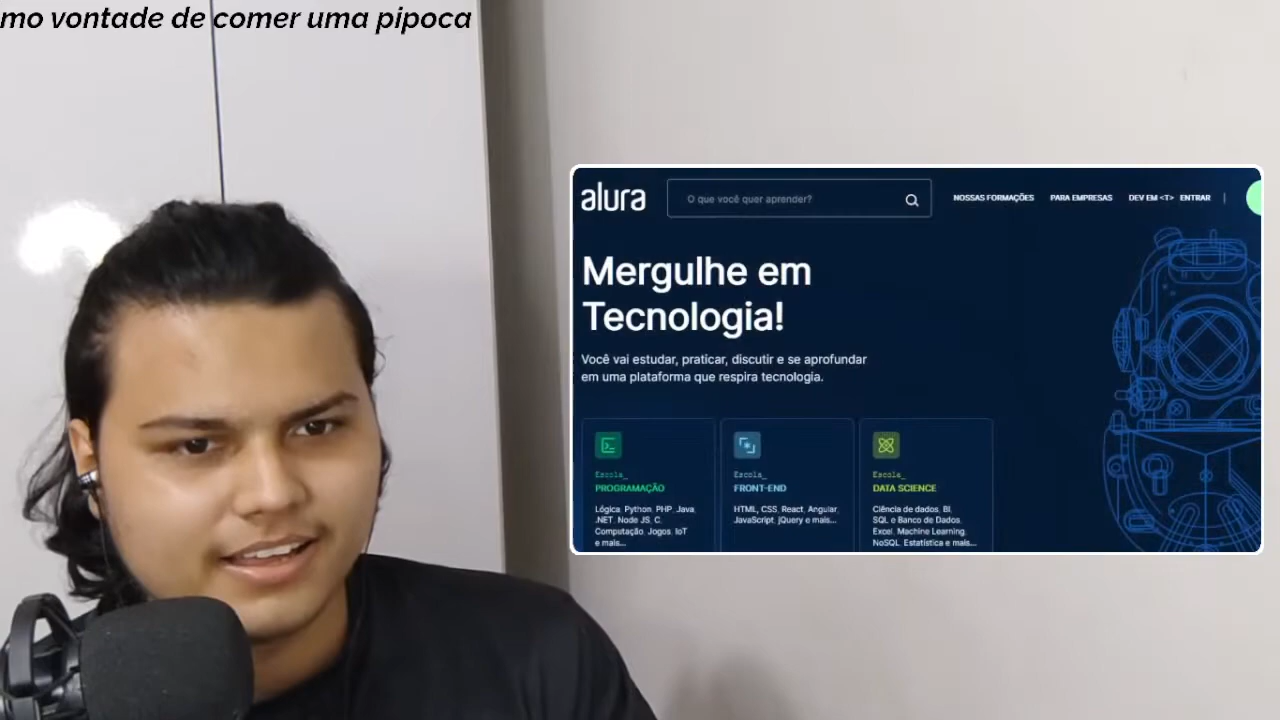 mo vontade de comer uma pipoca
alura
O que você quer aprender?
NOSSAS FORMAÇÕES
PARA EMPRESAS
DEV EM <T>
ENTRAR
Mergulhe em
Tecnologia!
Você vai estudar, praticar, discutir e se aprofundar
em uma plataforma que respira tecnologia.
Escola_
PROGRAMAÇÃO
Lógica, Python, PHP, Java,
.NET, Node JS, C,
Computação, Jogos, IoT
e mais...
Escola_
FRONT-END
HTML, CSS, React, Angular,
JavaScript, jQuery e mais...
Escola_
DATA SCIENCE
Ciência de dados, BI,
SQL e Banco de Dados,
Excel, Machine Learning,
NoSQL, Estatística e mais...